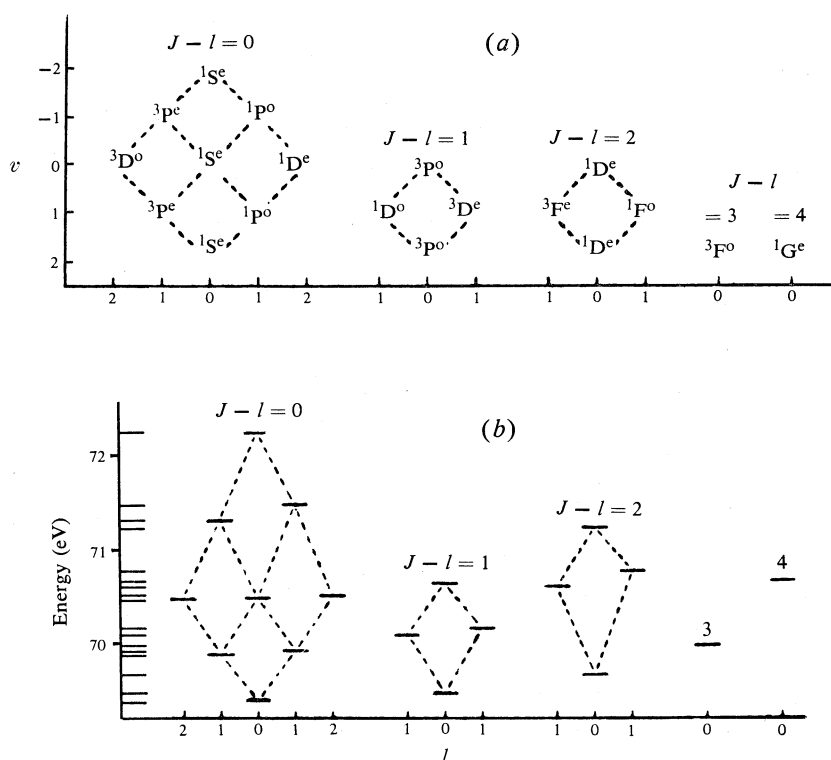 J – l = 0
(a)
–2
–1
v
0
1
2
¹Sᵉ
³Pᵉ ¹Pᵒ
³Dᵒ ¹Sᵉ ¹Dᵉ
³Pᵉ ¹Pᵒ
¹Sᵉ
J – l = 1
³Pᵒ
¹Dᵒ ³Dᵉ
³Pᵒ
J – l = 2
¹Dᵉ
³Fᵉ ¹Fᵒ
¹Dᵉ
J – l
= 3 = 4
³Fᵒ ¹Gᵉ
2 1 0 1 2 1 0 1 1 0 1 0 0
J – l = 0
(b)
72
71
70
Energy (eV)
J – l = 1
J – l = 2
3
4
2 1 0 1 2 1 0 1 1 0 1 0 0
l